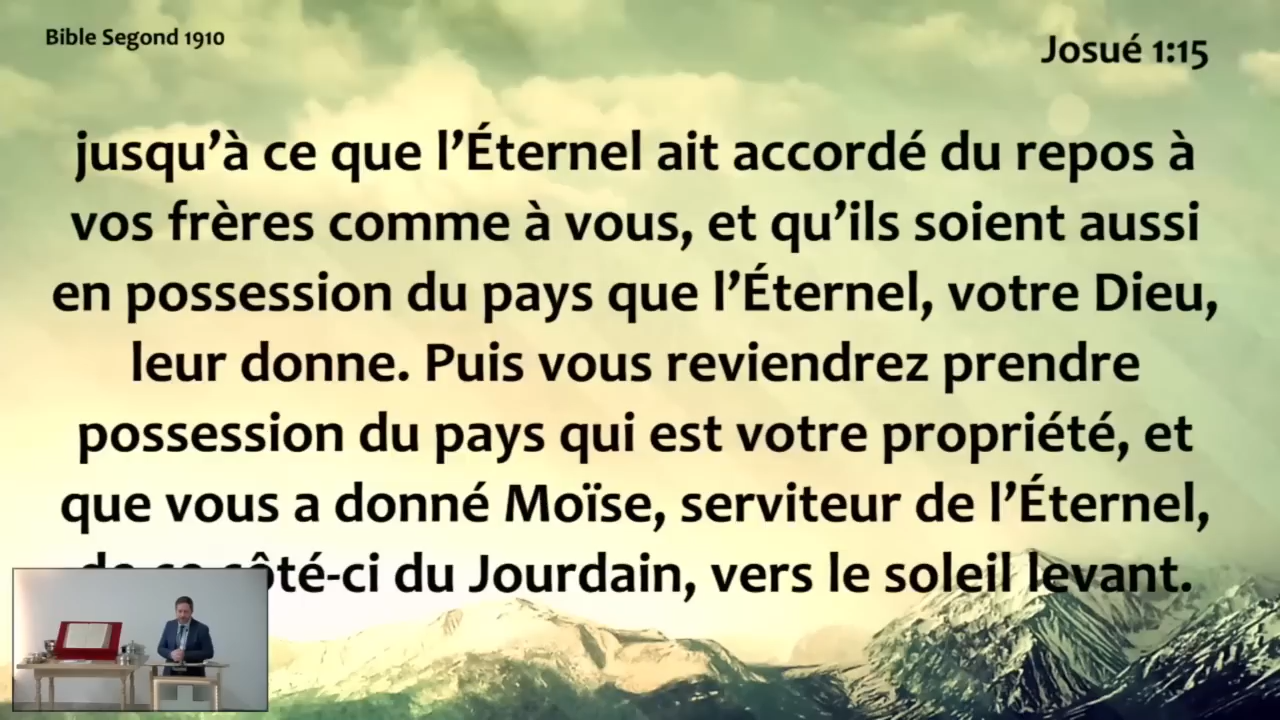 Bible Segond 1910
Josué 1:15
jusqu’à ce que l’Éternel ait accordé du repos à
vos frères comme à vous, et qu’ils soient aussi
en possession du pays que l’Éternel, votre Dieu,
leur donne. Puis vous reviendrez prendre
possession du pays qui est votre propriété, et
que vous a donné Moïse, serviteur de l’Éternel,
de ce côté-ci du Jourdain, vers le soleil levant.